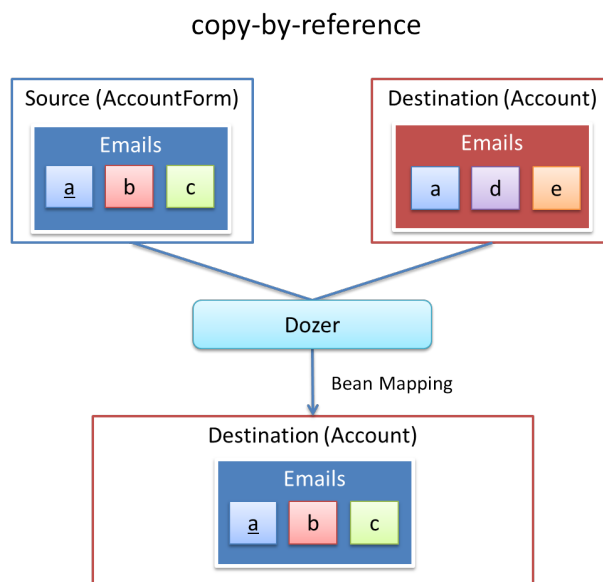 copy-by-reference
Source (AccountForm)
Emails
a b c
Destination (Account)
Emails
a d e
Dozer
Bean Mapping
Destination (Account)
Emails
a b c